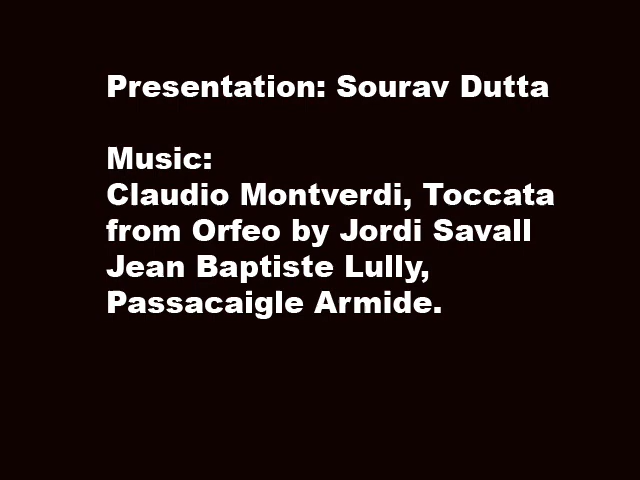 Presentation: Sourav Dutta
Music:
Claudio Montverdi, Toccata
from Orfeo by Jordi Savall
Jean Baptiste Lully,
Passacaigle Armide.